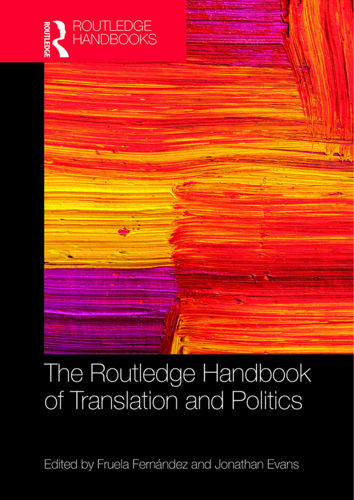 ROUTLEDGE
ROUTLEDGE
HANDBOOKS
The Routledge Handbook
of Translation and Politics
Edited by Fruela Fernández and Jonathan Evans